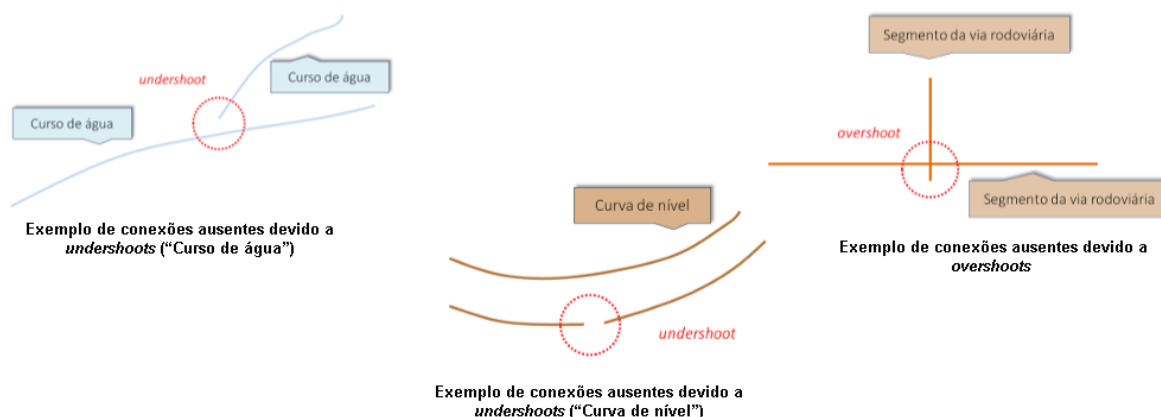 undershoot
Curso de água
Curso de água
Exemplo de conexões ausentes devido a
undershoots (“Curso de água”)
Curva de nível
undershoot
Exemplo de conexões ausentes devido a
undershoots (“Curva de nível”)
Segmento da via rodoviária
overshoot
Segmento da via rodoviária
Exemplo de conexões ausentes devido a
overshoots